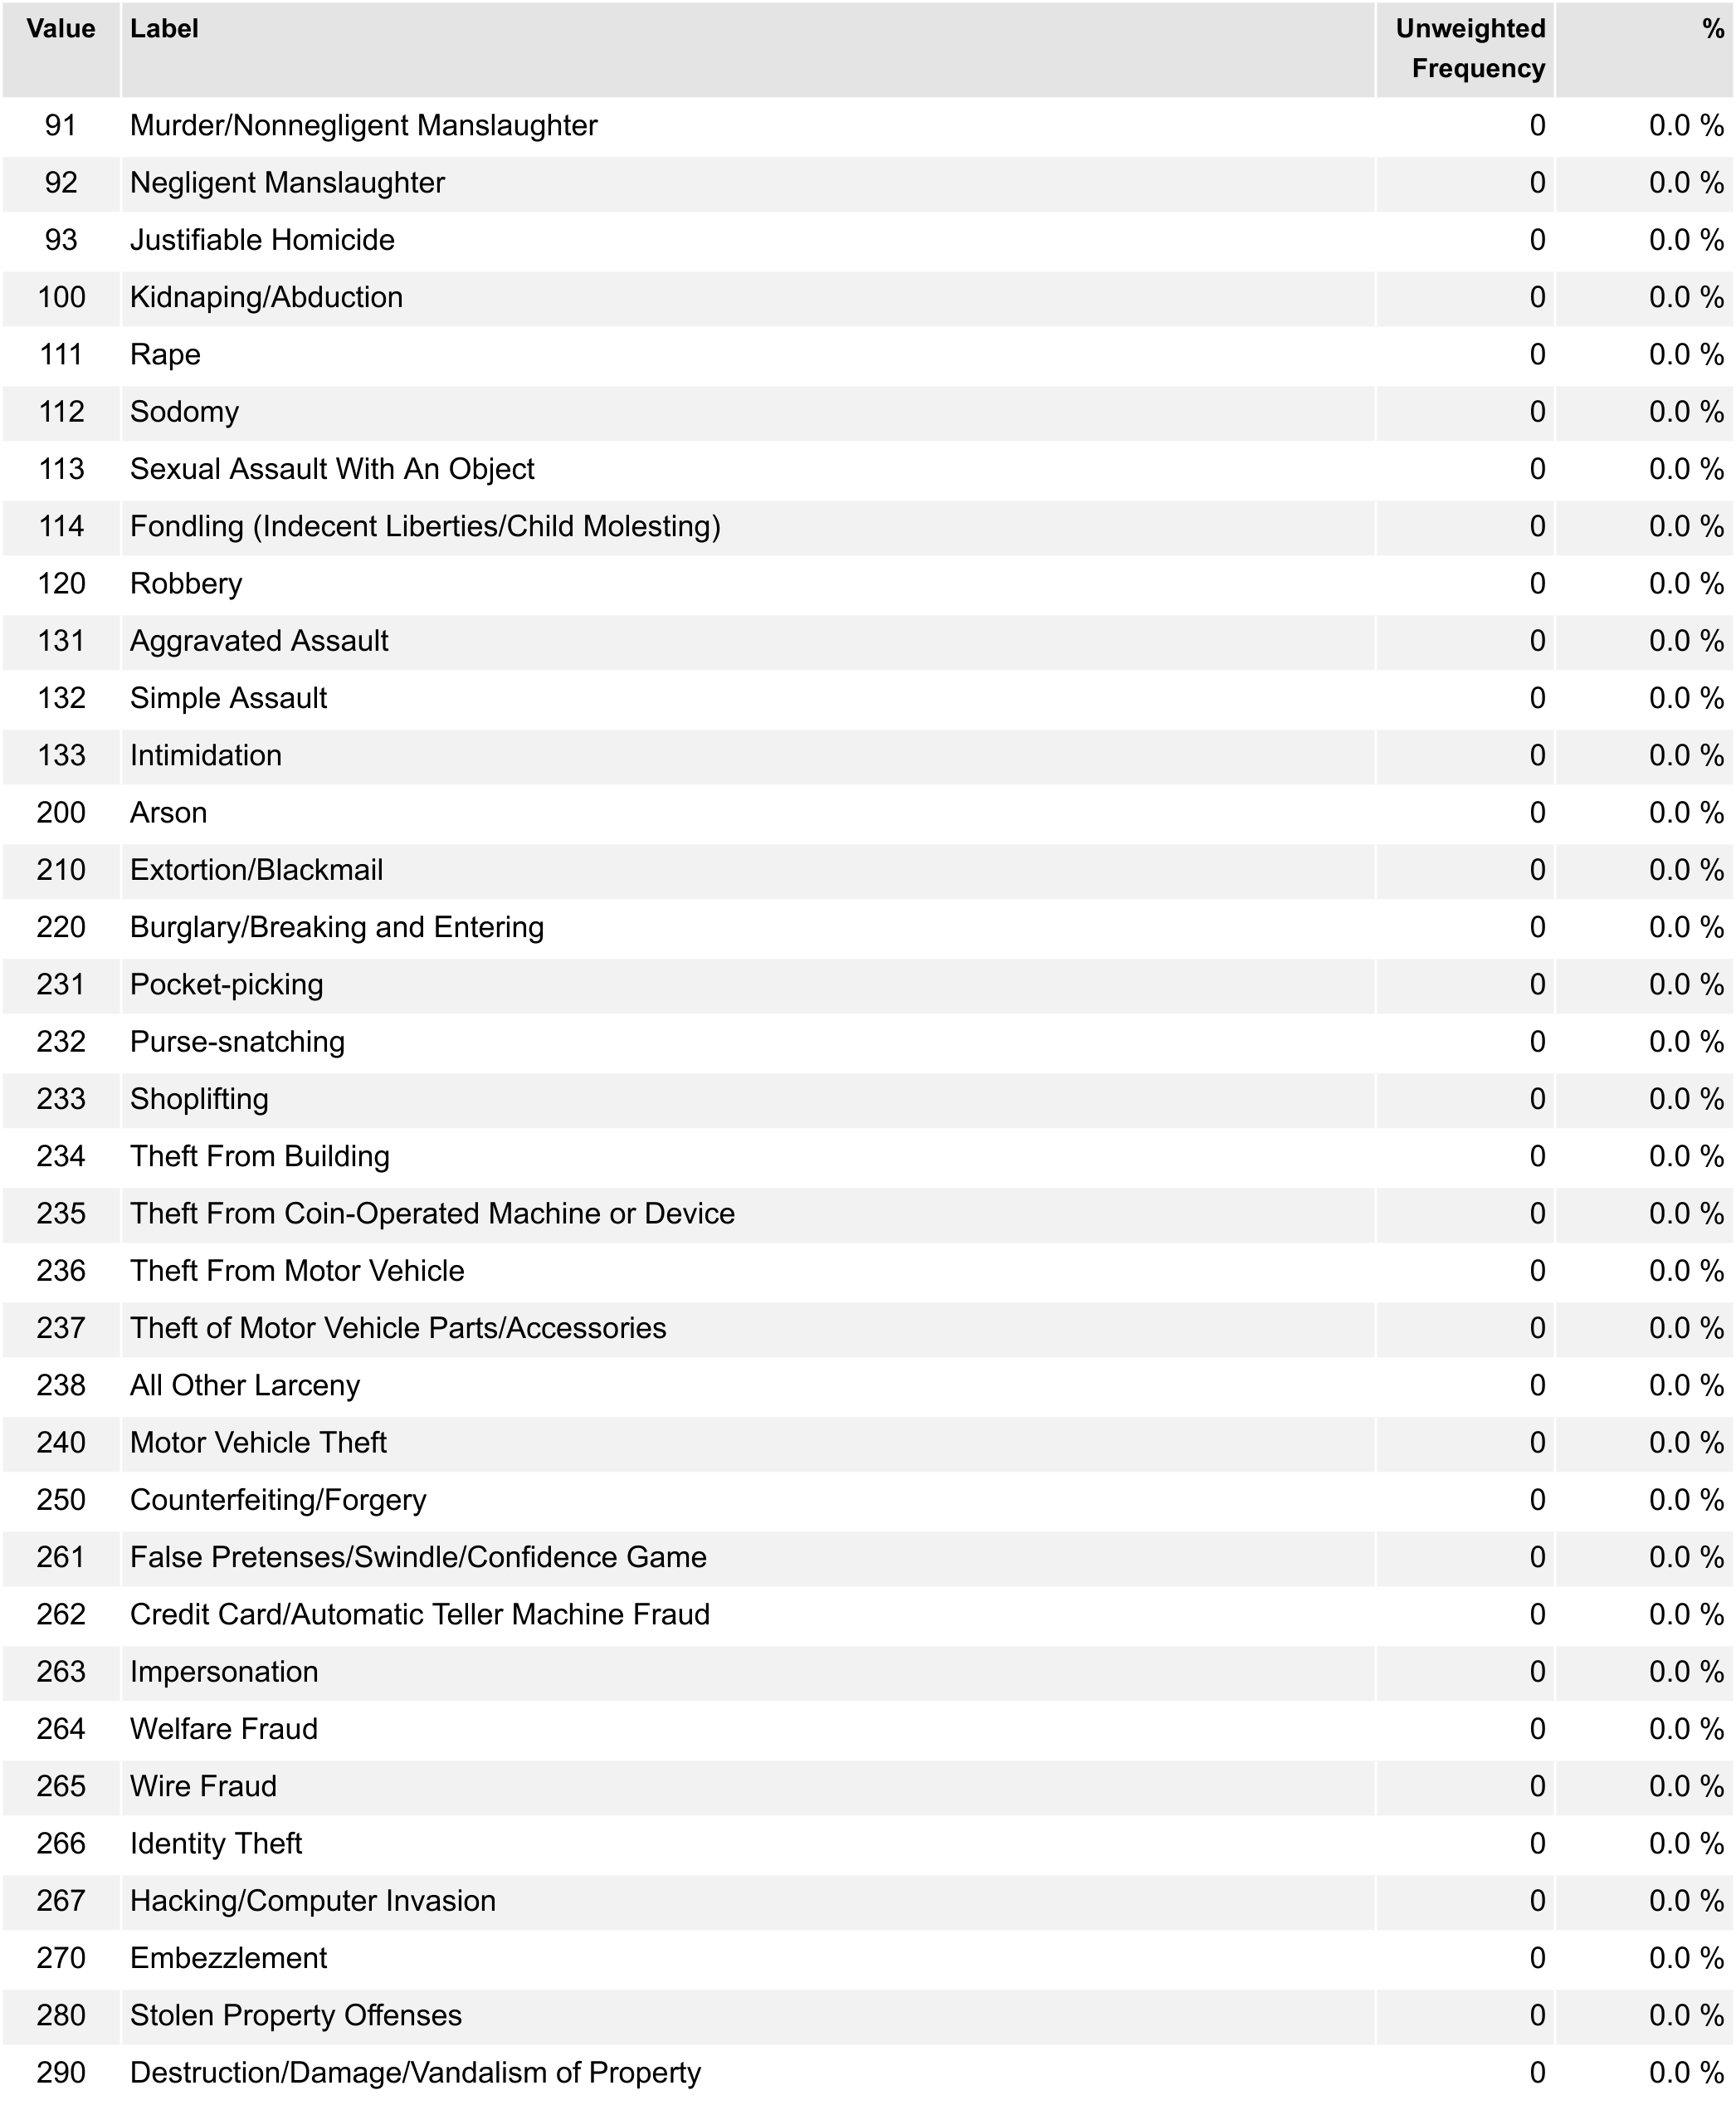 Value Label Unweighted Frequency %
91 Murder/Nonnegligent Manslaughter 0 0.0 %
92 Negligent Manslaughter 0 0.0 %
93 Justifiable Homicide 0 0.0 %
100 Kidnaping/Abduction 0 0.0 %
111 Rape 0 0.0 %
112 Sodomy 0 0.0 %
113 Sexual Assault With An Object 0 0.0 %
114 Fondling (Indecent Liberties/Child Molesting) 0 0.0 %
120 Robbery 0 0.0 %
131 Aggravated Assault 0 0.0 %
132 Simple Assault 0 0.0 %
133 Intimidation 0 0.0 %
200 Arson 0 0.0 %
210 Extortion/Blackmail 0 0.0 %
220 Burglary/Breaking and Entering 0 0.0 %
231 Pocket-picking 0 0.0 %
232 Purse-snatching 0 0.0 %
233 Shoplifting 0 0.0 %
234 Theft From Building 0 0.0 %
235 Theft From Coin-Operated Machine or Device 0 0.0 %
236 Theft From Motor Vehicle 0 0.0 %
237 Theft of Motor Vehicle Parts/Accessories 0 0.0 %
238 All Other Larceny 0 0.0 %
240 Motor Vehicle Theft 0 0.0 %
250 Counterfeiting/Forgery 0 0.0 %
261 False Pretenses/Swindle/Confidence Game 0 0.0 %
262 Credit Card/Automatic Teller Machine Fraud 0 0.0 %
263 Impersonation 0 0.0 %
264 Welfare Fraud 0 0.0 %
265 Wire Fraud 0 0.0 %
266 Identity Theft 0 0.0 %
267 Hacking/Computer Invasion 0 0.0 %
270 Embezzlement 0 0.0 %
280 Stolen Property Offenses 0 0.0 %
290 Destruction/Damage/Vandalism of Property 0 0.0 %